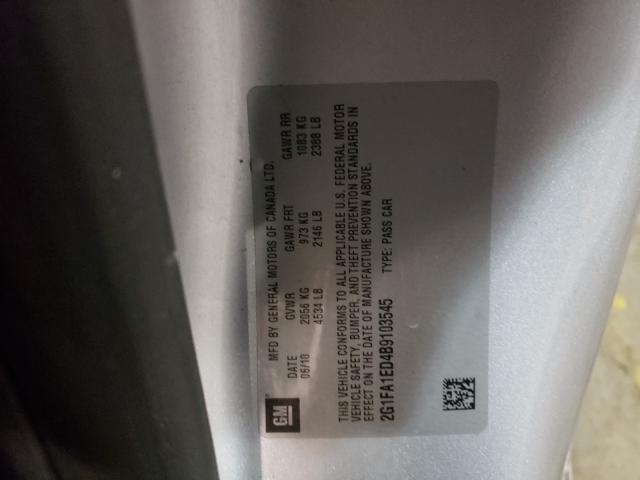 GM
MFD BY GENERAL MOTORS OF CANADA LTD.
DATE GVWR GAWR FRT GAWR RR
06/10 2056 KG 973 KG 1083 KG
4534 LB 2146 LB 2388 LB
THIS VEHICLE CONFORMS TO ALL APPLICABLE U.S. FEDERAL MOTOR
VEHICLE SAFETY, BUMPER, AND THEFT PREVENTION STANDARDS IN
EFFECT ON THE DATE OF MANUFACTURE SHOWN ABOVE.
2G1FA1ED4B9103545 TYPE: PASS CAR